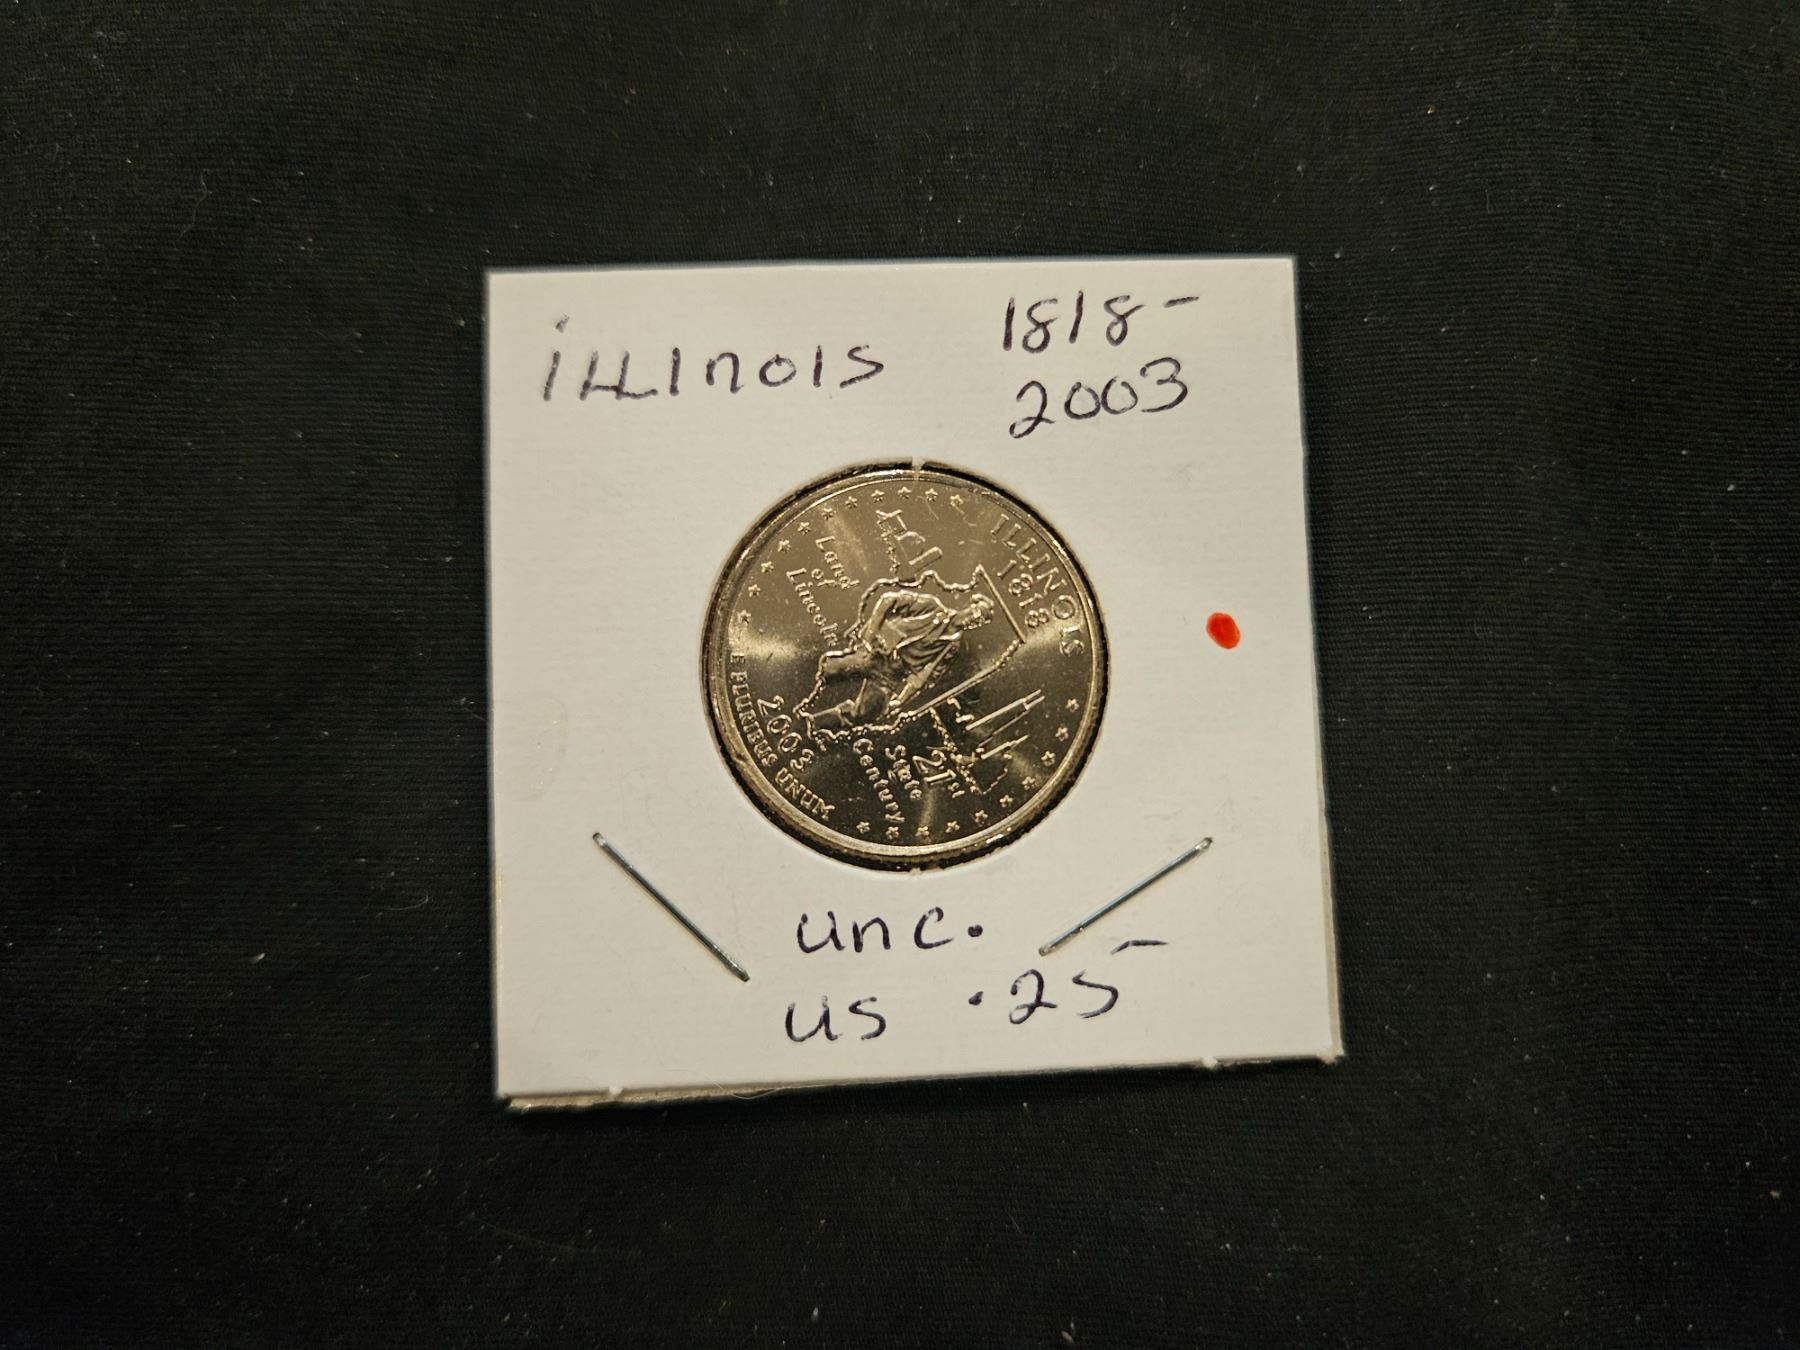 iLLInoIs
1818-
2003
ILLINOIS
1818
Land
of
Lincoln
21ST
State
Century
2003
E PLURIBUS UNUM
unc.
us .25-